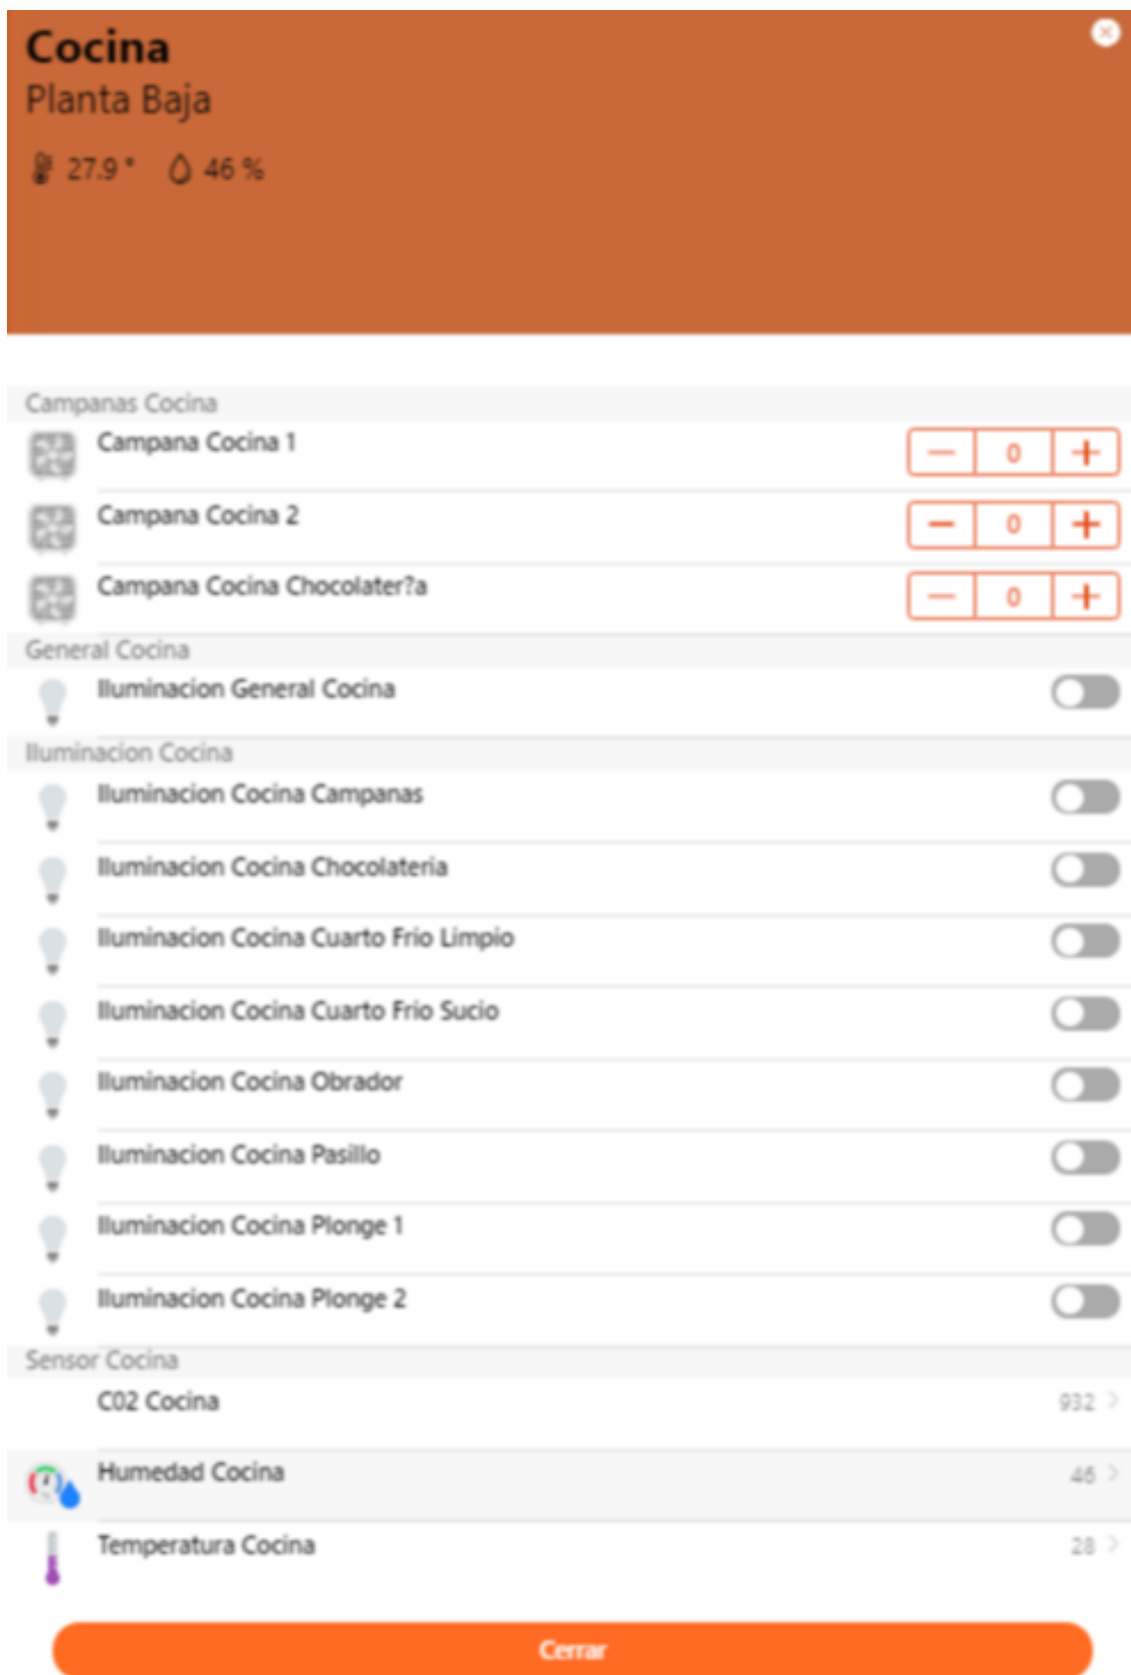 Cocina
Planta Baja
27.9 ° 46 %
Campanas Cocina
Campana Cocina 1 — 0 +
Campana Cocina 2 — 0 +
Campana Cocina Chocolater?a — 0 +
General Cocina
Iluminacion General Cocina
Iluminacion Cocina
Iluminacion Cocina Campanas
Iluminacion Cocina Chocolateria
Iluminacion Cocina Cuarto Frio Limpio
Iluminacion Cocina Cuarto Frio Sucio
Iluminacion Cocina Obrador
Iluminacion Cocina Pasillo
Iluminacion Cocina Plonge 1
Iluminacion Cocina Plonge 2
Sensor Cocina
C02 Cocina 932 >
Humedad Cocina 46 >
Temperatura Cocina 28 >
Cerrar